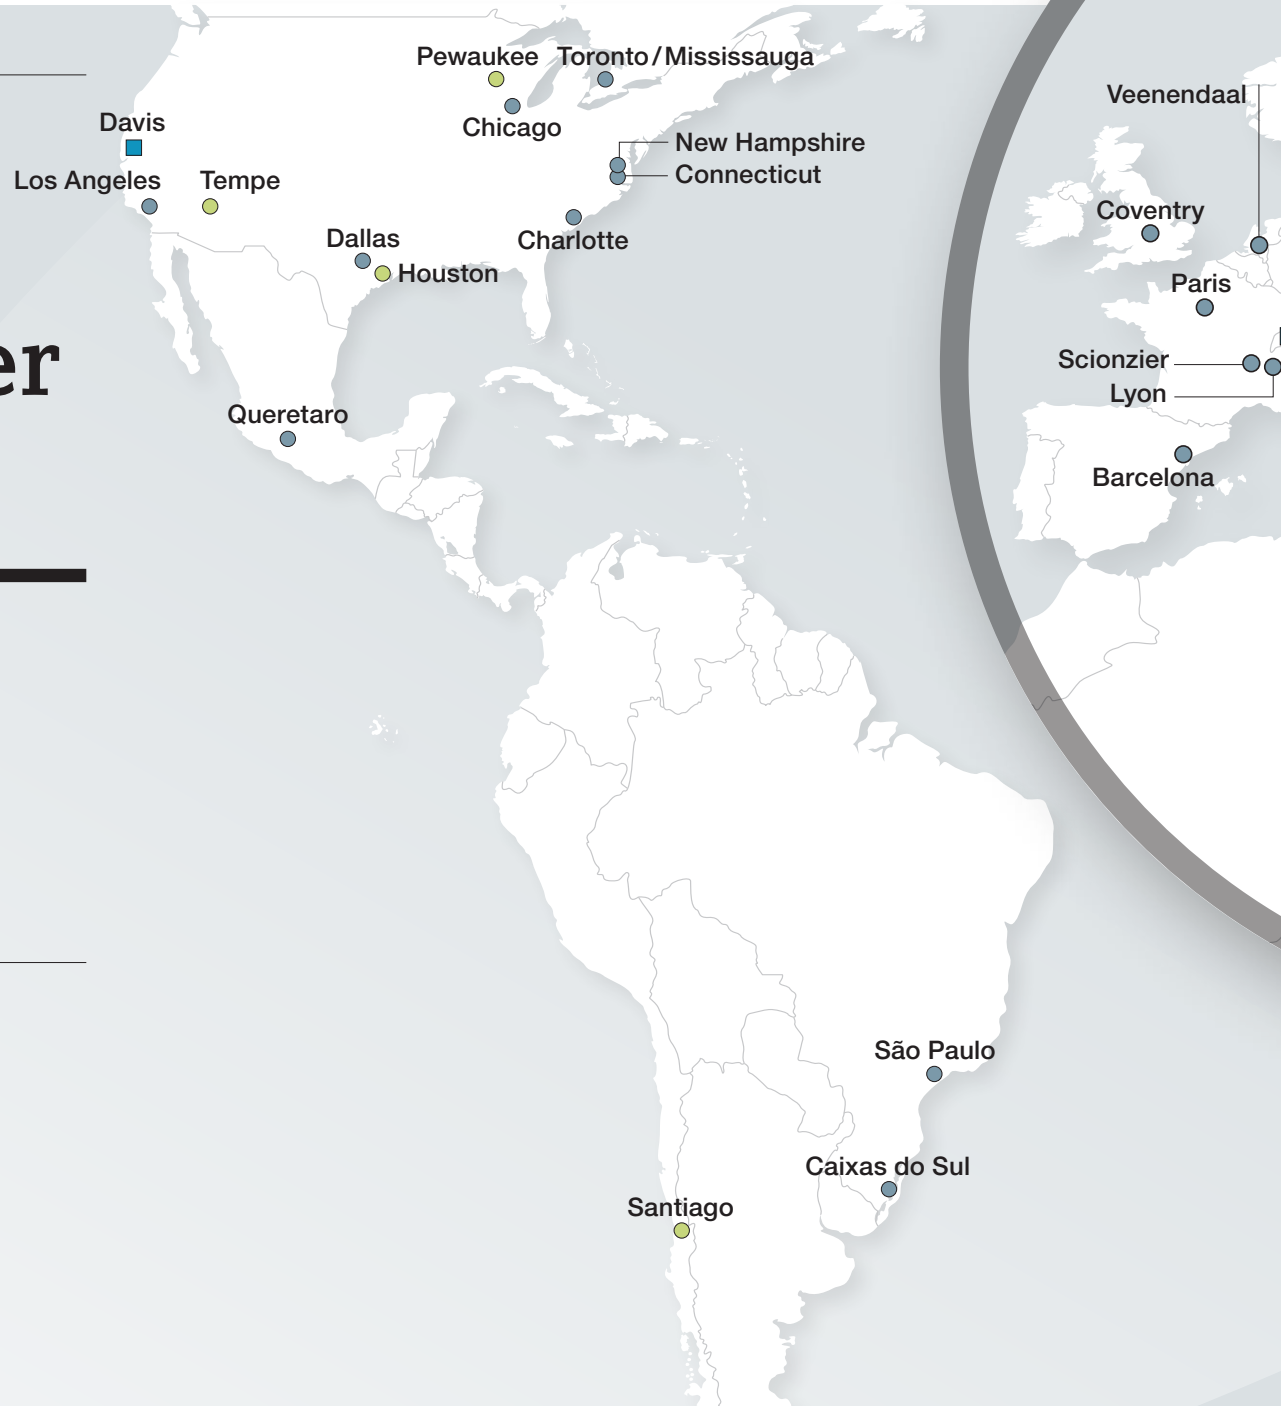 Pewaukee
Toronto/Mississauga
Veenendaal
Davis
Chicago
New Hampshire
Connecticut
Los Angeles
Tempe
Coventry
Dallas
Charlotte
Houston
Paris
er
Scionzier
Lyon
Queretaro
Barcelona
São Paulo
Caixas do Sul
Santiago